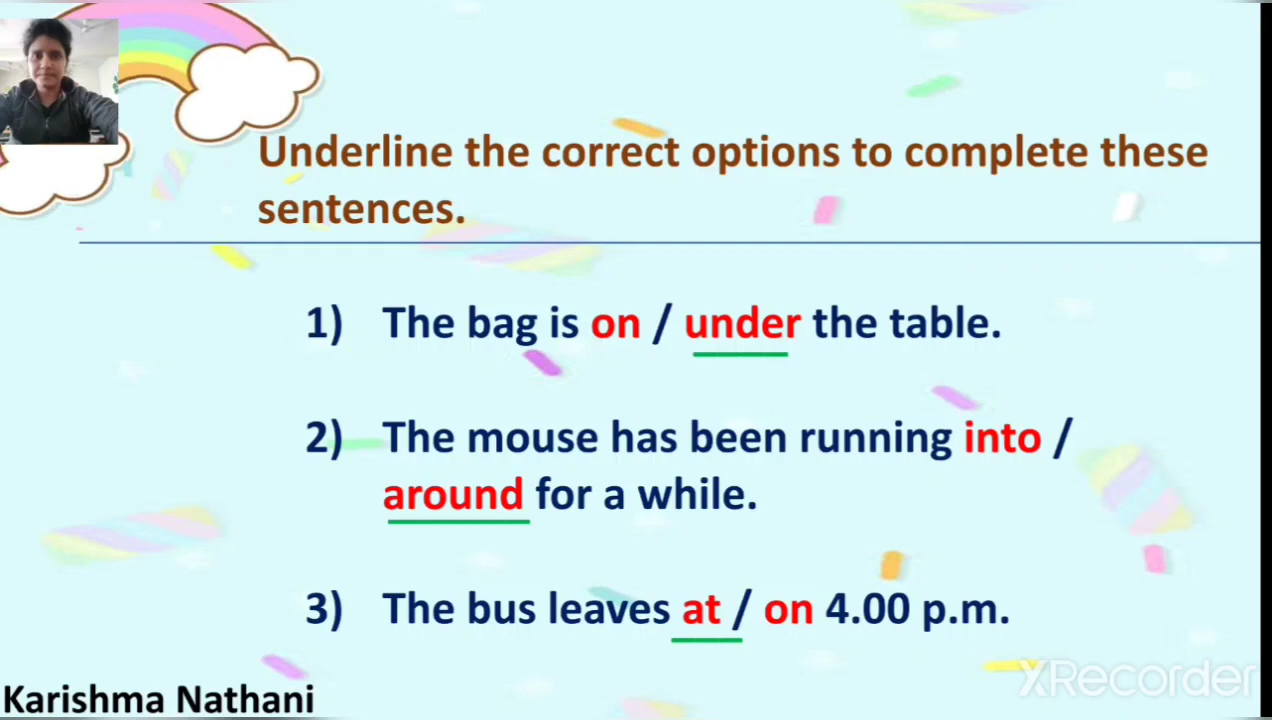 Underline the correct options to complete these
sentences.
1) The bag is on / under the table.
2) The mouse has been running into /
around for a while.
3) The bus leaves at / on 4.00 p.m.
Karishma Nathani
XRecorder